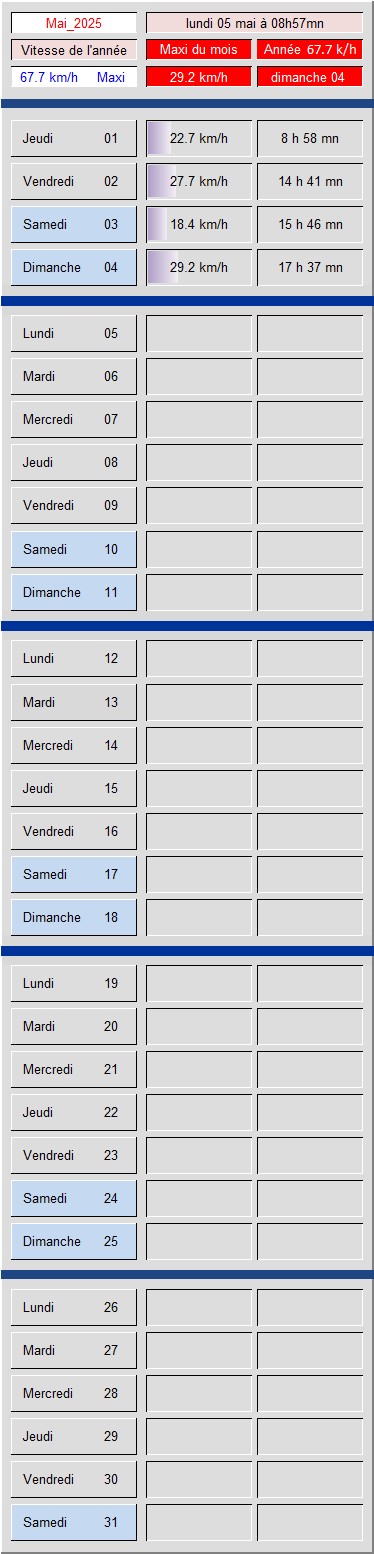 Mai_2025 lundi 05 mai à 08h57mn
Vitesse de l'année Maxi du mois Année 67.7 k/h
67.7 km/h Maxi 29.2 km/h dimanche 04
Jeudi 01 22.7 km/h 8 h 58 mn
Vendredi 02 27.7 km/h 14 h 41 mn
Samedi 03 18.4 km/h 15 h 46 mn
Dimanche 04 29.2 km/h 17 h 37 mn
Lundi 05
Mardi 06
Mercredi 07
Jeudi 08
Vendredi 09
Samedi 10
Dimanche 11
Lundi 12
Mardi 13
Mercredi 14
Jeudi 15
Vendredi 16
Samedi 17
Dimanche 18
Lundi 19
Mardi 20
Mercredi 21
Jeudi 22
Vendredi 23
Samedi 24
Dimanche 25
Lundi 26
Mardi 27
Mercredi 28
Jeudi 29
Vendredi 30
Samedi 31